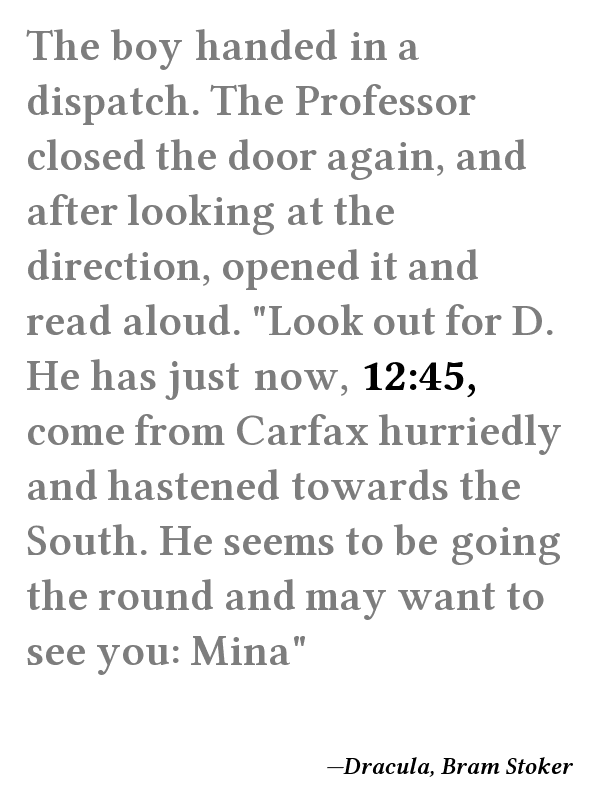 The boy handed in a
dispatch. The Professor
closed the door again, and
after looking at the
direction, opened it and
read aloud. "Look out for D.
He has just now, 12:45,
come from Carfax hurriedly
and hastened towards the
South. He seems to be going
the round and may want to
see you: Mina"
—Dracula, Bram Stoker